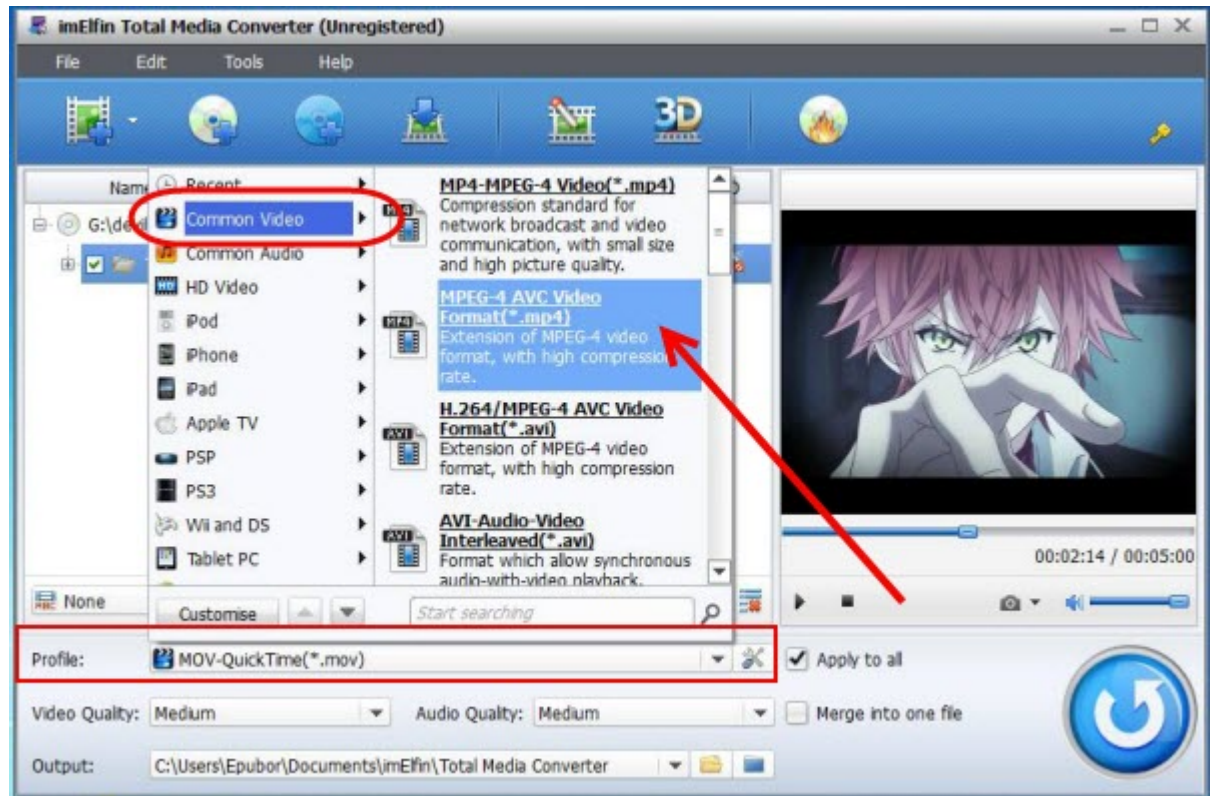 imElfin Total Media Converter (Unregistered)
File Edit Tools Help
3D
Name
Recent
G:\de
Common Video
Common Audio
HD Video
iPod
iPhone
iPad
Apple TV
PSP
PS3
Wii and DS
Tablet PC
MP4-MPEG-4 Video(*.mp4)
Compression standard for
network broadcast and video
communication, with small size
and high picture quality.
MPEG-4 AVC Video
Format(*.mp4)
Extension of MPEG-4 video
format, with high compression
rate.
H.264/MPEG-4 AVC Video
Format(*.avi)
Extension of MPEG-4 video
format, with high compression
rate.
AVI-Audio-Video
Interleaved(*.avi)
Format which allow synchronous
audio-with-video playback.
00:02:14 / 00:05:00
None
Customise
Start searching
Profile: MOV-QuickTime(*.mov)
Apply to all
Video Quality: Medium Audio Quality: Medium
Merge into one file
Output: C:\Users\Epubor\Documents\imElfin\Total Media Converter